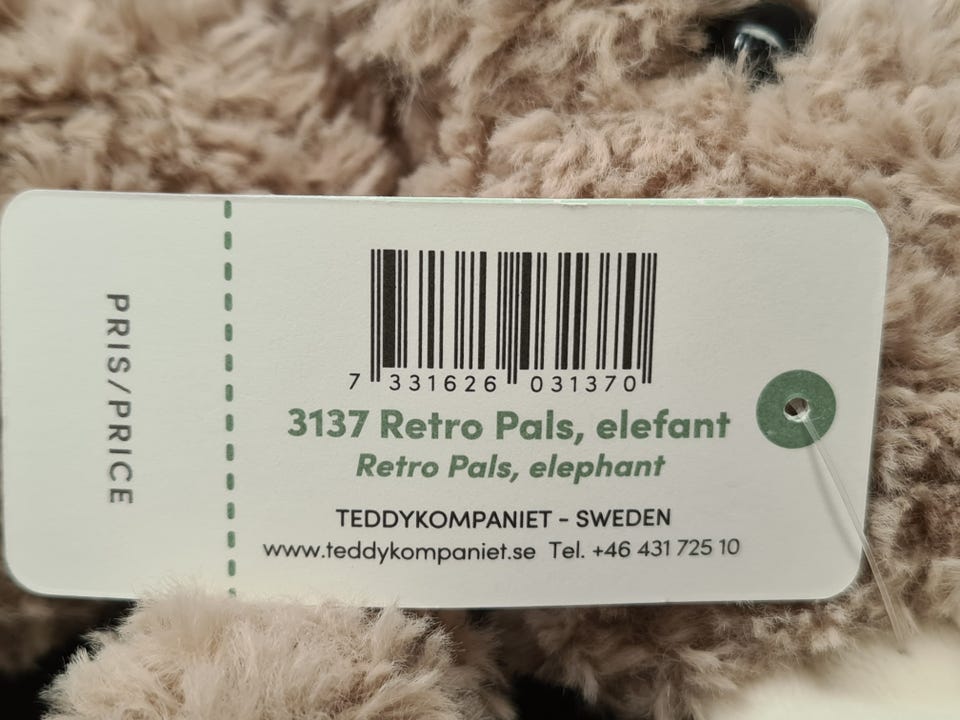 PRIS/PRICE
7 331626 031370
3137 Retro Pals, elefant
Retro Pals, elephant
TEDDYKOMPANIET - SWEDEN
www.teddykompaniet.se Tel. +46 431 725 10